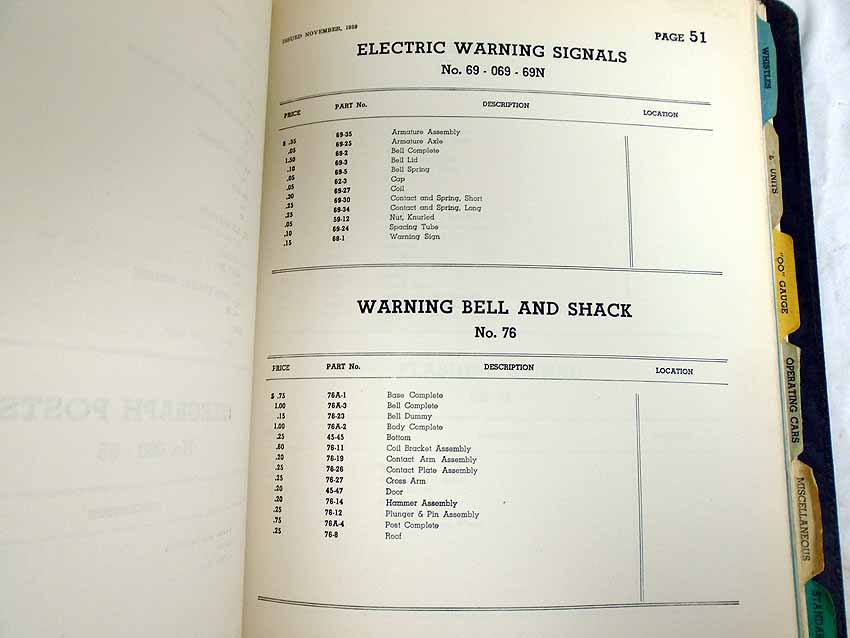 ISSUED NOVEMBER, 1939
PAGE 51
ELECTRIC WARNING SIGNALS
No. 69 - 069 - 69N
PRICE PART No. DESCRIPTION LOCATION
$ .35 69-35 Armature Assembly
.05 69-25 Armature Axle
1.50 69-2 Bell Complete
.10 69-3 Bell Lid
.05 69-5 Bell Spring
.05 62-3 Cap
.20 69-27 Coil
.25 69-30 Contact and Spring, Short
.25 69-34 Contact and Spring, Long
.05 59-12 Nut, Knurled
.10 69-24 Spacing Tube
.15 68-1 Warning Sign
WARNING BELL AND SHACK
No. 76
PRICE PART No. DESCRIPTION LOCATION
$ .75 76A-1 Base Complete
1.00 76A-3 Bell Complete
.15 76-23 Bell Dummy
1.00 76A-2 Body Complete
.25 45-45 Bottom
.60 76-11 Coil Bracket Assembly
.20 76-19 Contact Arm Assembly
.25 76-26 Contact Plate Assembly
.25 76-27 Cross Arm
.20 45-47 Door
.20 76-14 Hammer Assembly
.25 76-12 Plunger & Pin Assembly
.75 76A-4 Post Complete
.25 76-8 Roof
WHISTLES
& UNITS
"OO" GAUGE
OPERATING CARS
MISCELLANEOUS
STANDA